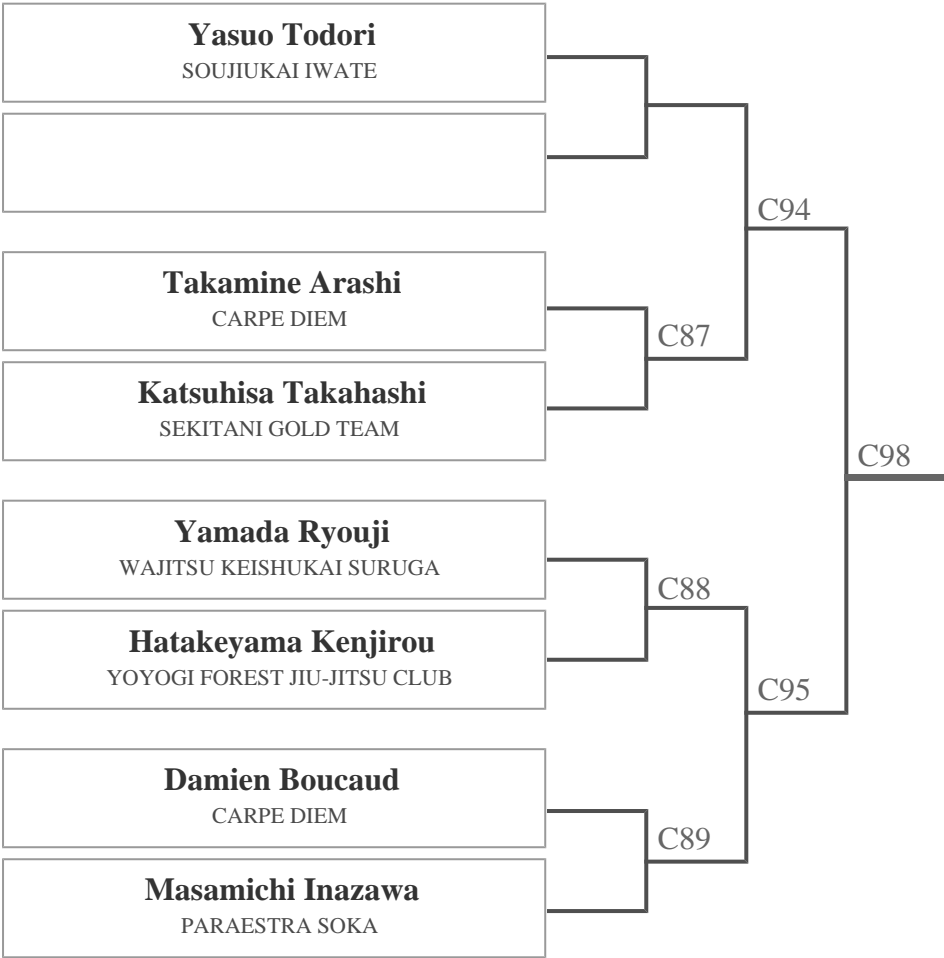 Yasuo Todori
SOUJIUKAI IWATE
C94
Takamine Arashi
CARPE DIEM
C87
Katsuhisa Takahashi
SEKITANI GOLD TEAM
C98
Yamada Ryouji
WAJITSU KEISHUKAI SURUGA
C88
Hatakeyama Kenjirou
YOYOGI FOREST JIU-JITSU CLUB
C95
Damien Boucaud
CARPE DIEM
C89
Masamichi Inazawa
PARAESTRA SOKA